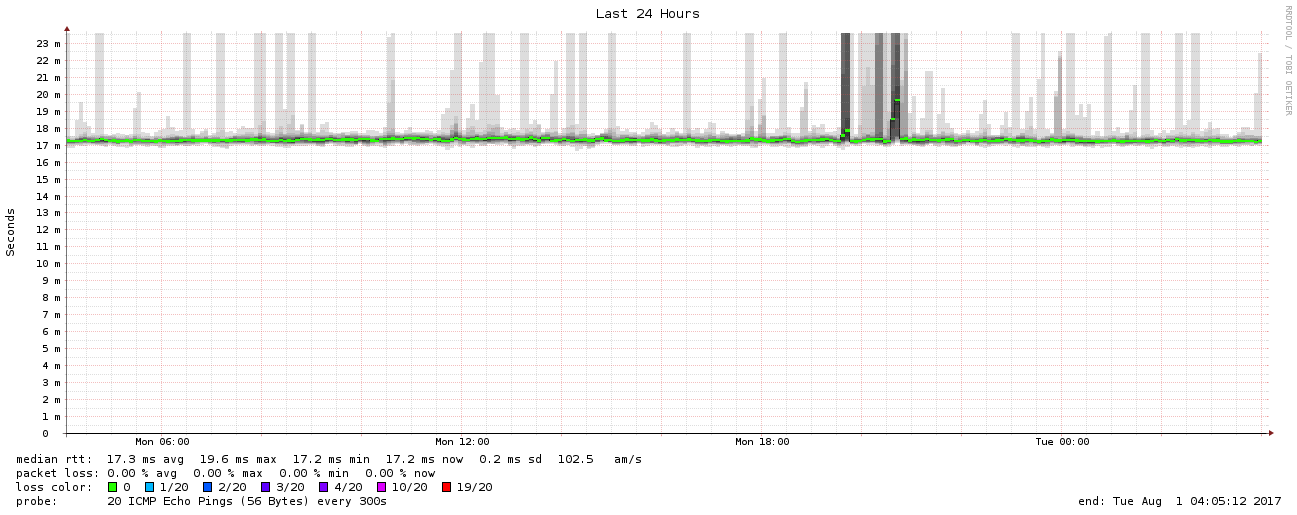 Last 24 Hours
RRDTOOL / TOBI OETIKER
Seconds
23 m
22 m
21 m
20 m
19 m
18 m
17 m
16 m
15 m
14 m
13 m
12 m
11 m
10 m
9 m
8 m
7 m
6 m
5 m
4 m
3 m
2 m
1 m
0
Mon 06:00 Mon 12:00 Mon 18:00 Tue 00:00
median rtt: 17.3 ms avg 19.6 ms max 17.2 ms min 17.2 ms now 0.2 ms sd 102.5 am/s
packet loss: 0.00 % avg 0.00 % max 0.00 % min 0.00 % now
loss color: 0 1/20 2/20 3/20 4/20 10/20 19/20
probe: 20 ICMP Echo Pings (56 Bytes) every 300s end: Tue Aug 1 04:05:12 2017